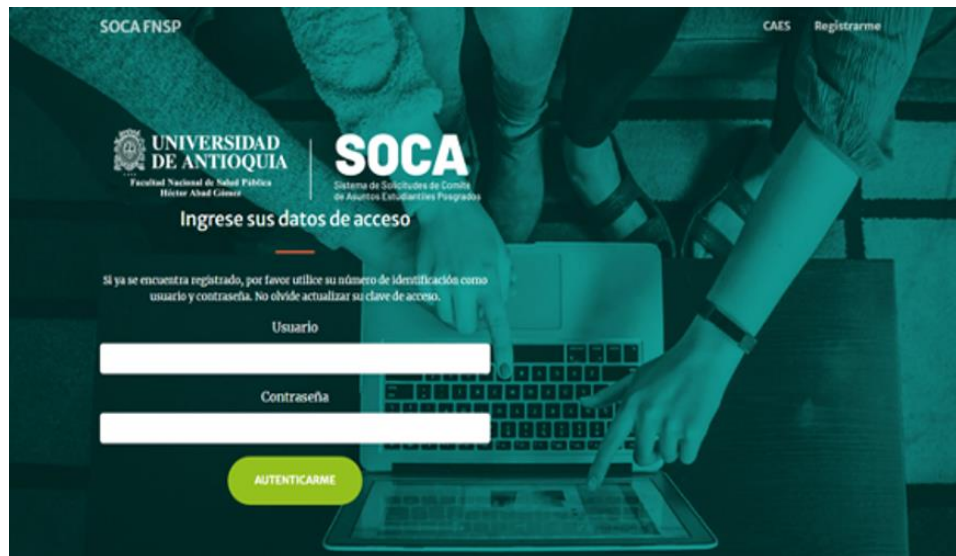 SOCA FNSP
CAES Registrarme
UNIVERSIDAD
DE ANTIOQUIA
Facultad Nacional de Salud Pública
Héctor Abad Gómez
SOCA
Sistema de Solicitudes de Comité
de Asuntos Estudiantiles Posgrados
Ingrese sus datos de acceso
Si ya se encuentra registrado, por favor utilice su número de identificación como
usuario y contraseña. No olvide actualizar su clave de acceso.
Usuario
Contraseña
AUTENTICARME